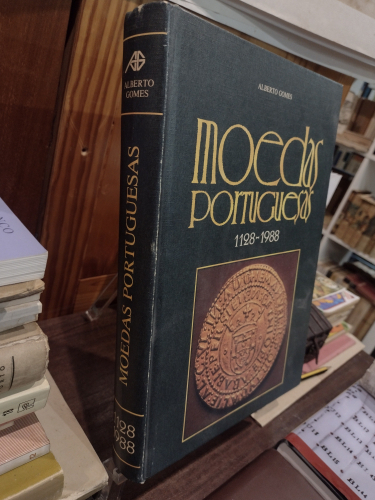 ALBERTO
GOMES
MOEDAS PORTUGUESAS
1128
1988
ALBERTO GOMES
moedas
portuguesas
1128-1988